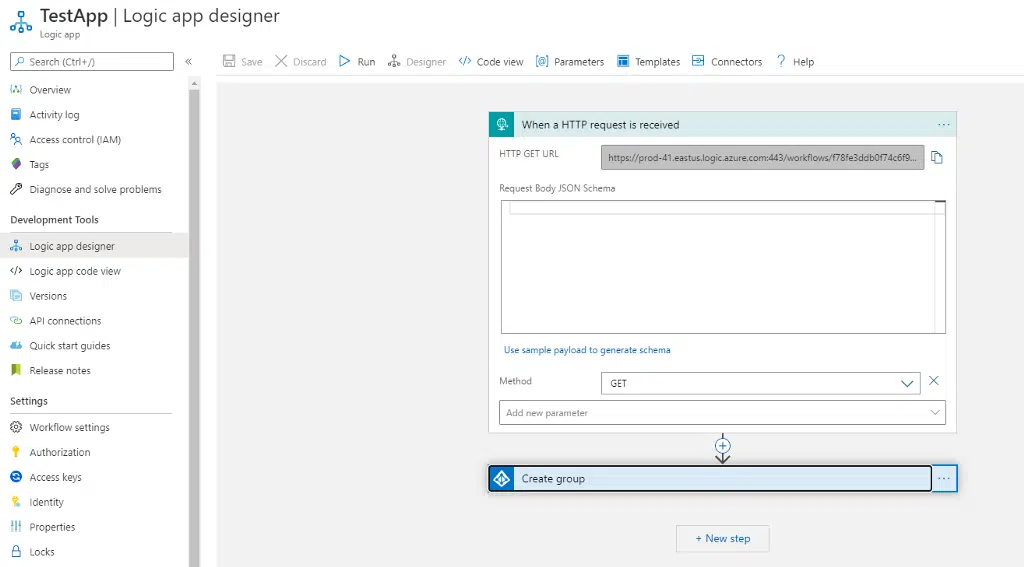 TestApp | Logic app designer
Logic app
Search (Ctrl+/)
«
Save
Discard
Run
Designer
Code view
Parameters
Templates
Connectors
? Help
Overview
Activity log
Access control (IAM)
Tags
Diagnose and solve problems
Development Tools
Logic app designer
</> Logic app code view
Versions
API connections
Quick start guides
Release notes
Settings
Workflow settings
Authorization
Access keys
Identity
Properties
Locks
When a HTTP request is received
...
HTTP GET URL
https://prod-41.eastus.logic.azure.com:443/workflows/f78fe3ddb0f74c6f9...
Request Body JSON Schema
Use sample payload to generate schema
Method
GET
Add new parameter
Create group
...
+ New step